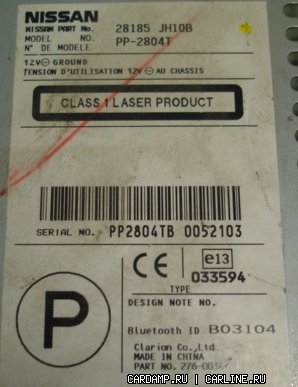 NISSAN
NISSAN PART No. 28185 JH10B
MODEL NO. PP-2804T
N° DE MODELE
12V ⊖ GROUND
TENSION D'UTILISATION 12V ⊖ AU CHASSIS
CLASS 1 LASER PRODUCT
SERIAL NO. PP2804TB 0052103
CE e13
033594
TYPE
P
DESIGN NOTE NO.
Bluetooth ID B03104
Clarion Co.,Ltd
MADE IN CHINA
PART NO.
CARDAMP.RU | CARLINE.RU